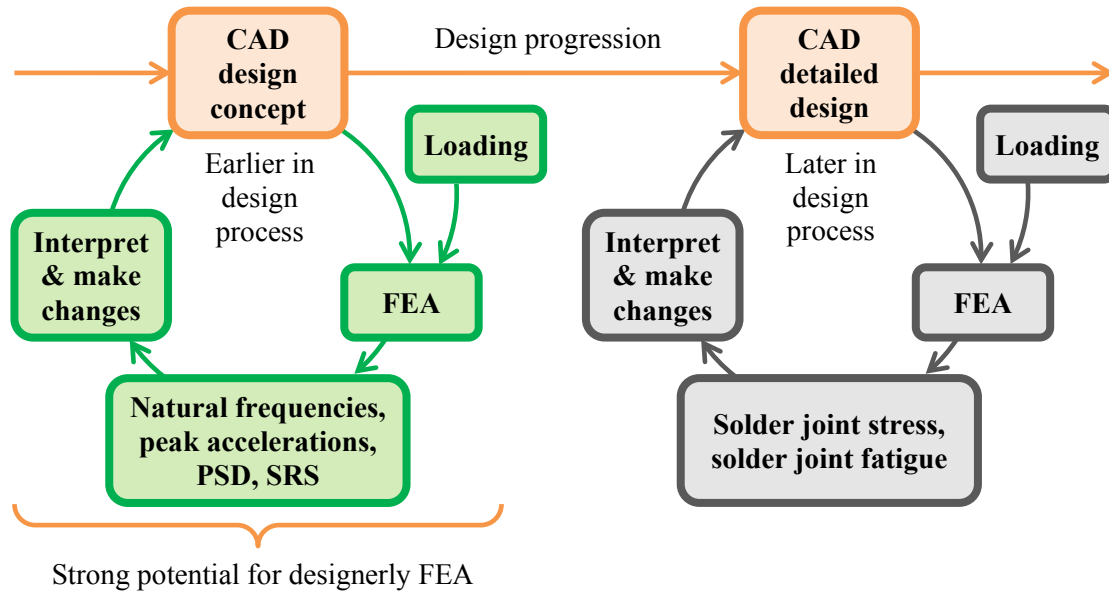 CAD
design
concept
Design progression
CAD
detailed
design
Loading
Earlier in
design
process
Interpret
& make
changes
FEA
Natural frequencies,
peak accelerations,
PSD, SRS
Loading
Later in
design
process
Interpret
& make
changes
FEA
Solder joint stress,
solder joint fatigue
Strong potential for designerly FEA